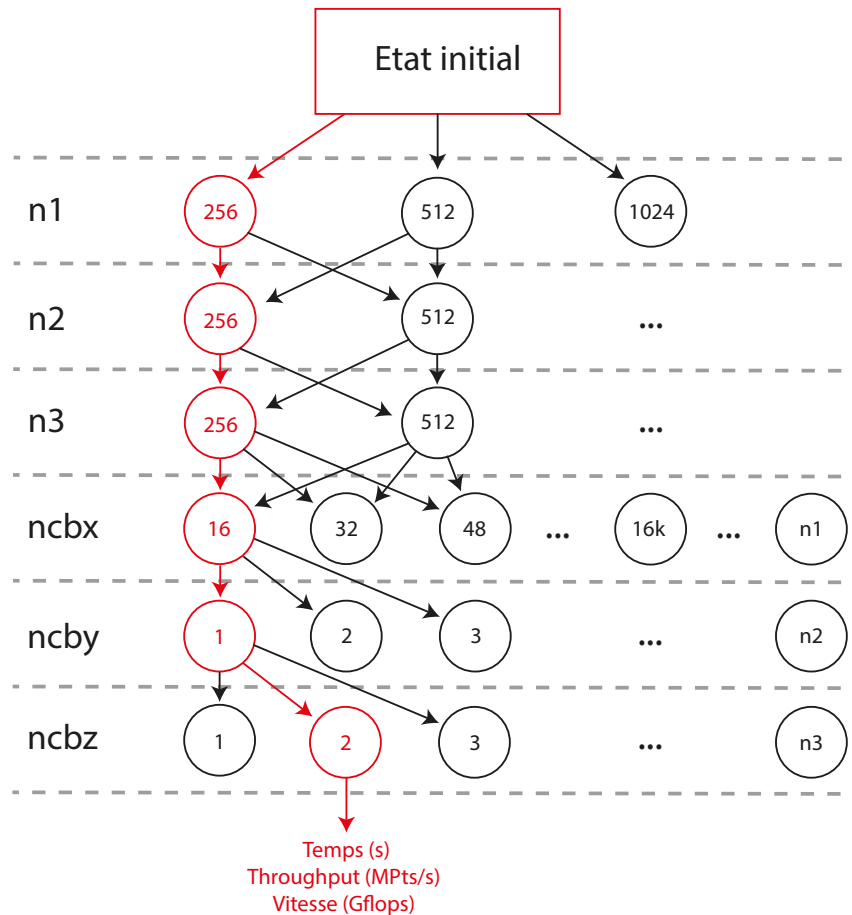 Etat initial
n1 256 512 1024
n2 256 512 ...
n3 256 512 ...
ncbx 16 32 48 ... 16k ... n1
ncby 1 2 3 ... n2
ncbz 1 2 3 ... n3
Temps (s)
Throughput (MPts/s)
Vitesse (Gflops)